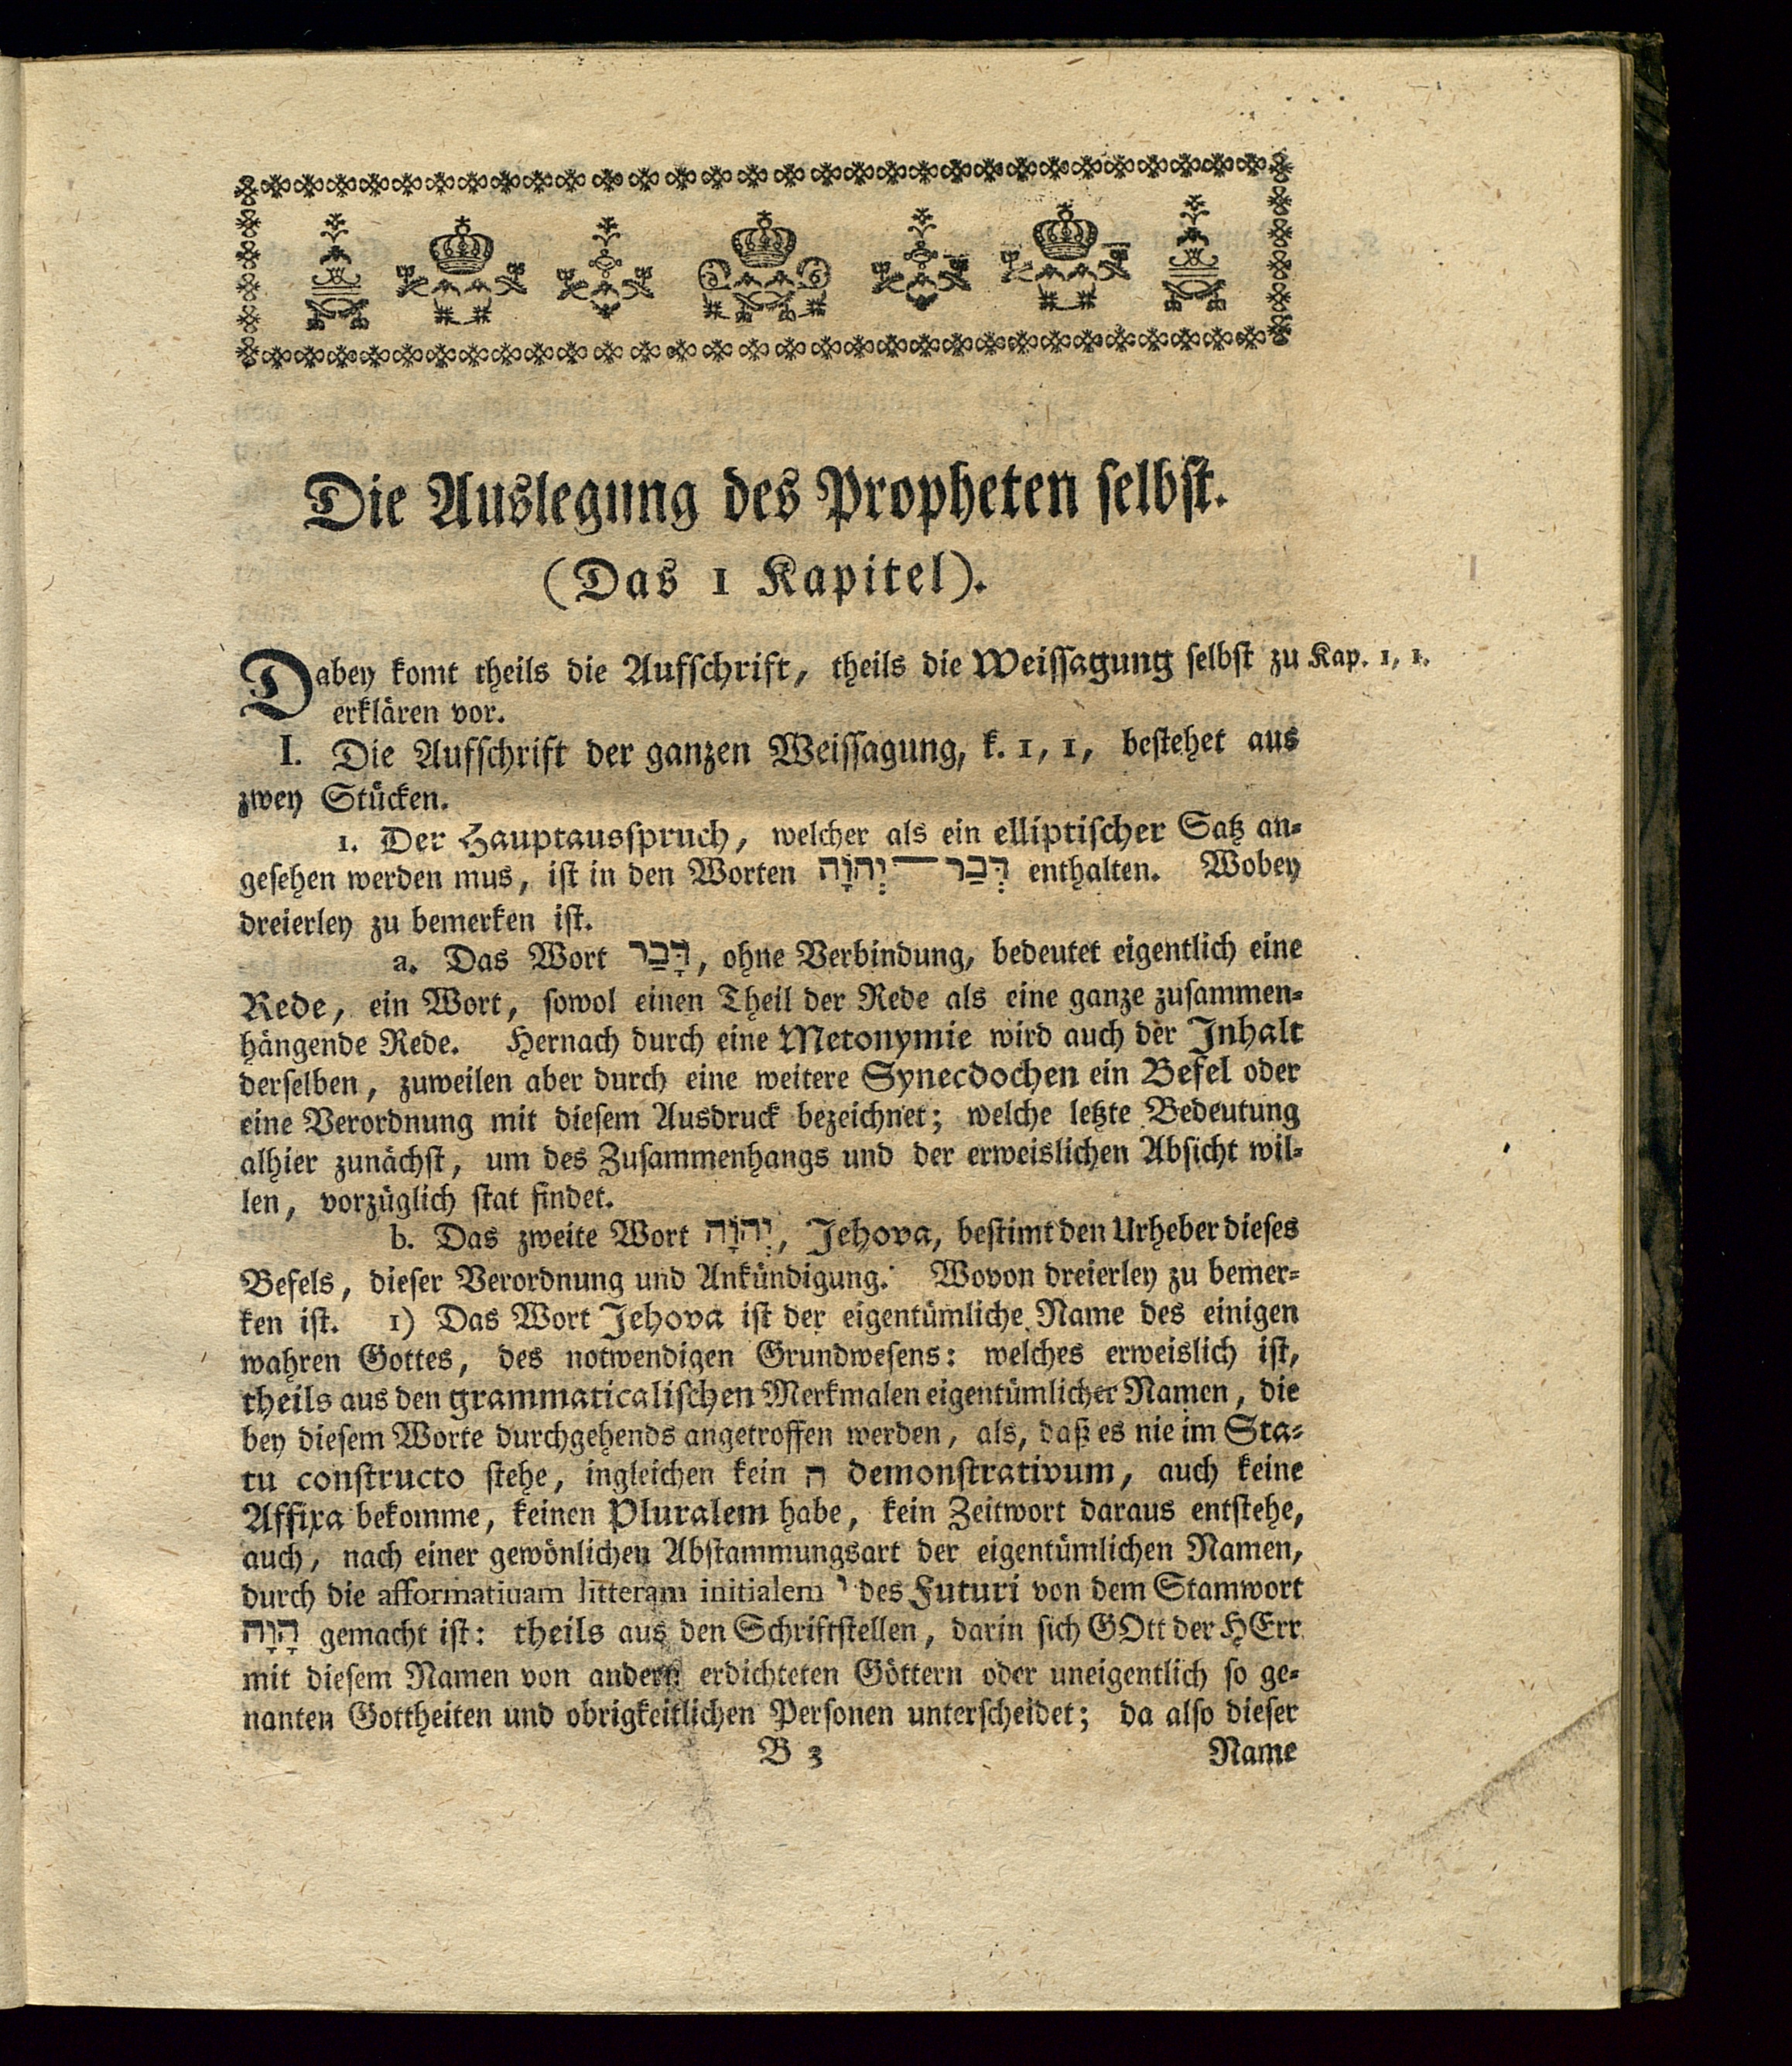 Die Auslegung des Propheten selbst.
(Das 1 Kapitel).
Dabey komt theils die Aufschrift, theils die Weissagung selbst zu Kap. 1, 1.
erklären vor.
I. Die Aufschrift der ganzen Weissagung, k. 1, 1, bestehet aus
zwey Stücken.
1. Der Hauptausspruch, welcher als ein elliptischer Satz an-
gesehen werden mus, ist in den Worten דְּבַר — יְהוָֹה enthalten. Wobey
dreierley zu bemerken ist.
a. Das Wort דָּבַר, ohne Verbindung, bedeutet eigentlich eine
Rede, ein Wort, sowol einen Theil der Rede als eine ganze zusammen-
hängende Rede. Hernach durch eine Metonymie wird auch der Inhalt
derselben, zuweilen aber durch eine weitere Synecdochen ein Befel oder
eine Verordnung mit diesem Ausdruck bezeichnet; welche letzte Bedeutung
alhier zunächst, um des Zusammenhangs und der erweislichen Absicht wil-
len, vorzüglich stat findet.
b. Das zweite Wort יְהוָֹה, Jehova, bestimt den Urheber dieses
Befels, dieser Verordnung und Ankündigung. Wovon dreierley zu bemer-
ken ist. 1) Das Wort Jehova ist der eigentümliche Name des einigen
wahren Gottes, des notwendigen Grundwesens: welches erweislich ist,
theils aus den grammaticalischen Merkmalen eigentümlicher Namen, die
bey diesem Worte durchgehends angetroffen werden, als, daß es nie im Sta-
tu constructo stehe, ingleichen kein ה demonstrativum, auch keine
Affixa bekomme, keinen Pluralem habe, kein Zeitwort daraus entstehe,
auch, nach einer gewönlichen Abstammungsart der eigentümlichen Namen,
durch die afformatiuam litteram initialem י des Futuri von dem Stamwort
הָוָה gemacht ist: theils aus den Schriftstellen, darin sich GOtt der HErr
mit diesem Namen von andern erdichteten Göttern oder uneigentlich so ge-
nanten Gottheiten und obrigkeitlichen Personen unterscheidet; da also dieser
B 3 Name